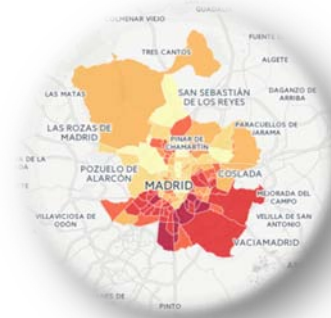 COLMENAR VIEJO
TRES CANTOS
ALGETE
LAS MATAS
SAN SEBASTIÁN
DE LOS REYES
DAGANZO DE
ARRIBA
LAS ROZAS DE
MADRID
PARACUELLOS DE
JARAMA
PINAR DE
CHAMARTÍN
POZUELO DE
ALARCÓN
COSLADA
MADRID
MEJORADA DEL
CAMPO
VILLAVICIOSA DE
ODÓN
VELILLA DE SAN
ANTONIO
VACIAMADRID
PINTO